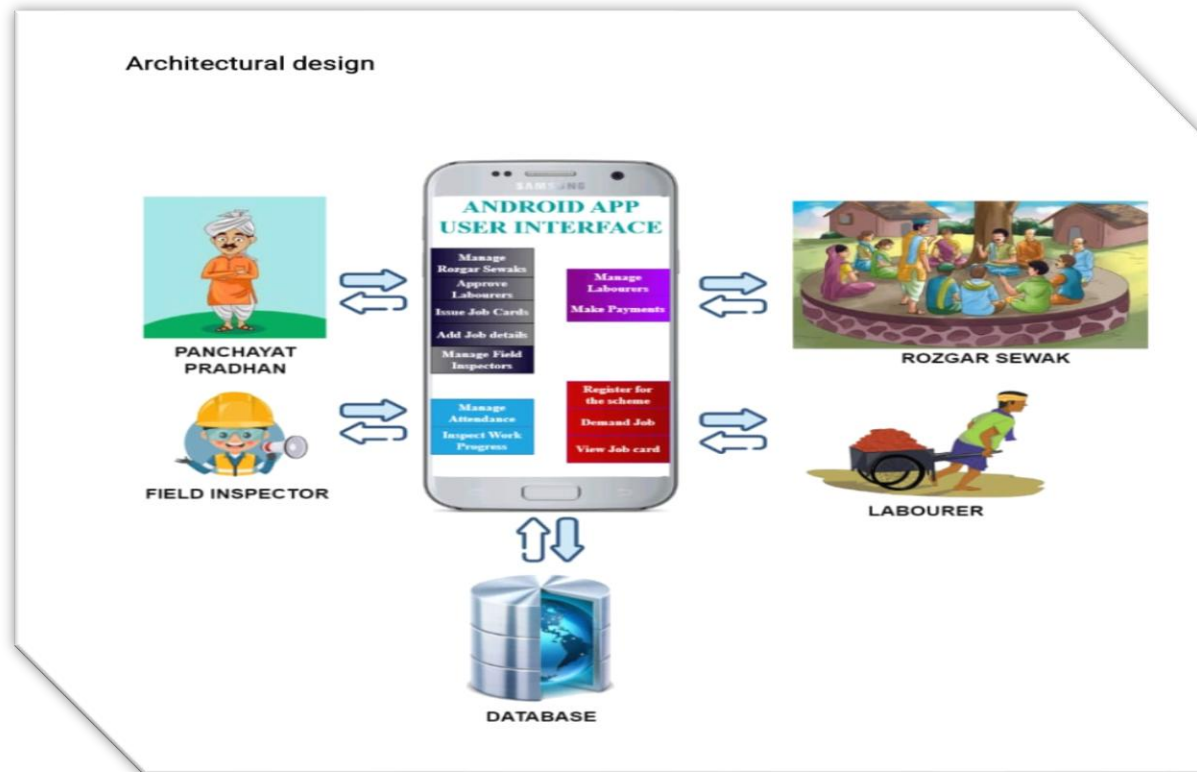 Architectural design
SAMSUNG
ANDROID APP
USER INTERFACE
Manage
Rozgar Sewaks
Approve
Labourers
Issue Job Cards
Add Job details
Manage Field
Inspectors
Manage
Labourers
Make Payments
PANCHAYAT
PRADHAN
ROZGAR SEWAK
Manage
Attendance
Inspect Work
Progress
Register for
the scheme
Demand Job
View Job card
FIELD INSPECTOR
LABOURER
DATABASE